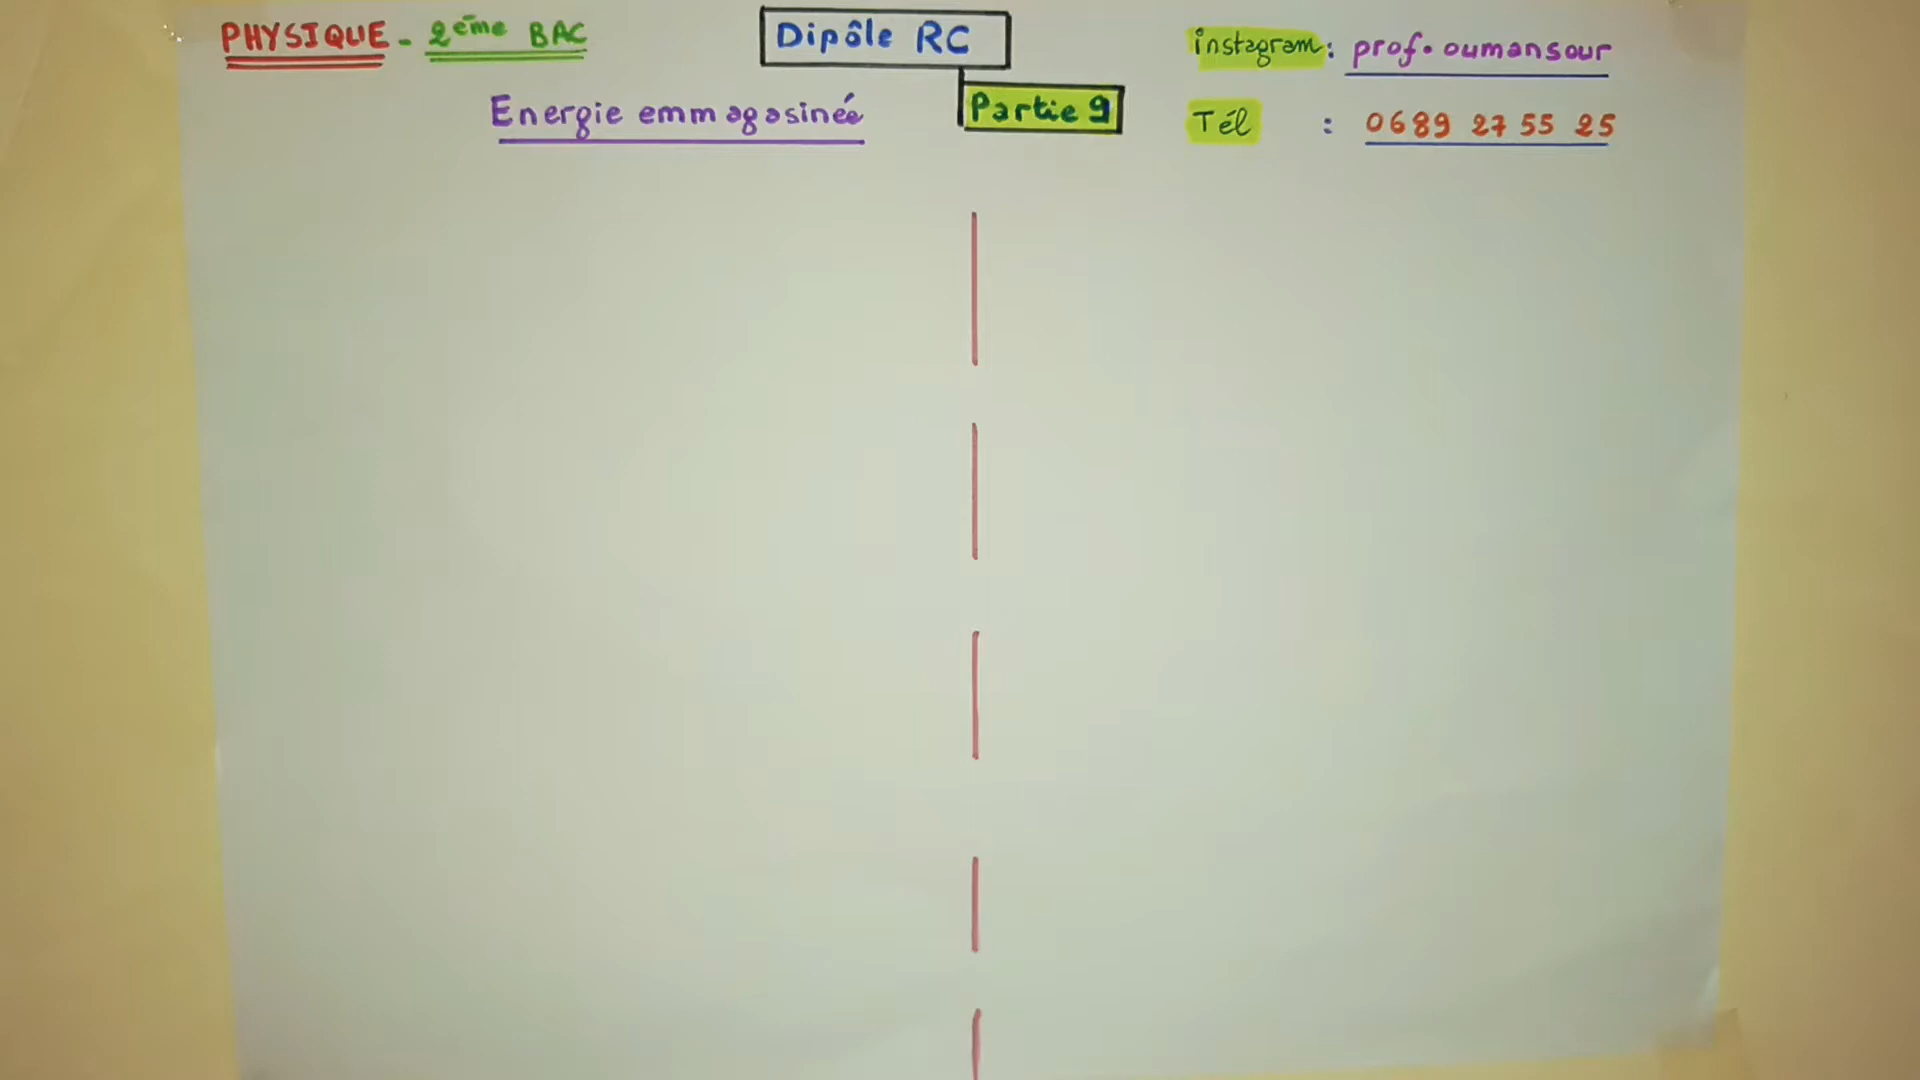 PHYSIQUE - 2ème BAC
Dipôle RC
Partie 9
Energie emmagasinée
instagram : prof.oumansour
Tél : 0689 27 55 25